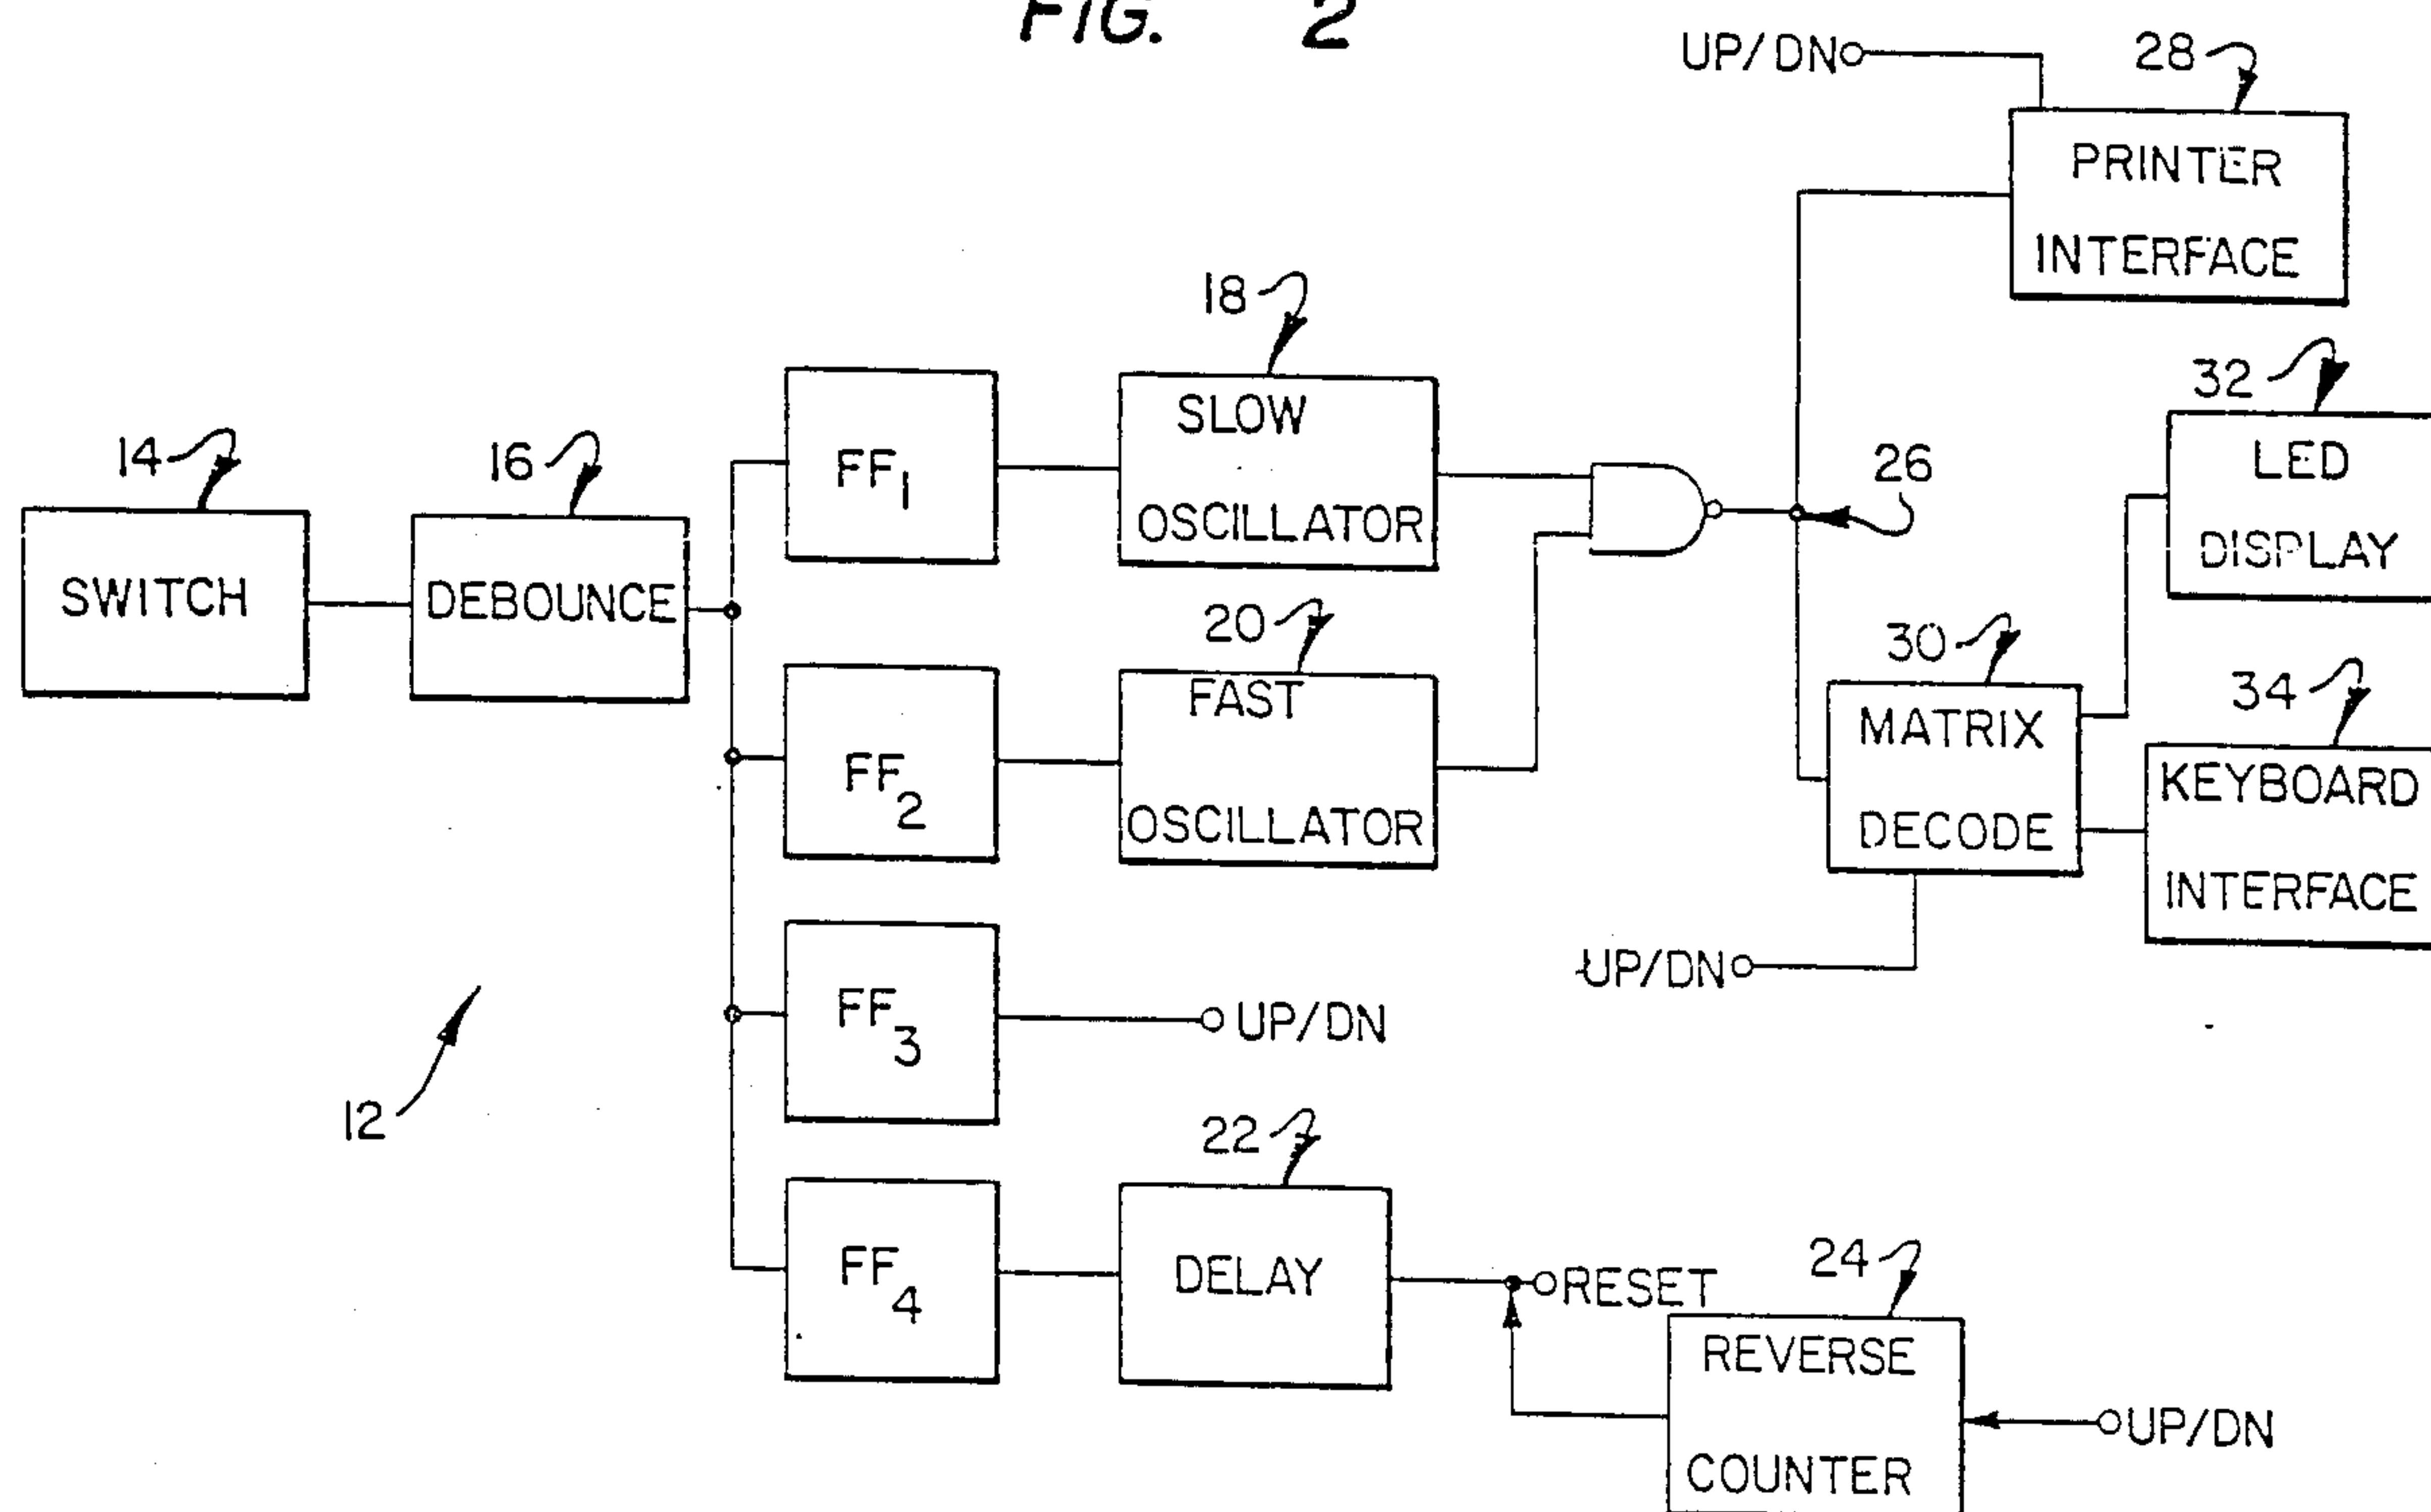 FIG. 2
UP/DN
28
PRINTER
INTERFACE
18
SLOW
OSCILLATOR
32
LED
DISPLAY
14
SWITCH
16
DEBOUNCE
FF1
26
20
FAST
OSCILLATOR
30
MATRIX
DECODE
34
KEYBOARD
INTERFACE
FF2
UP/DN
FF3
UP/DN
12
22
DELAY
FF4
RESET
24
REVERSE
COUNTER
UP/DN